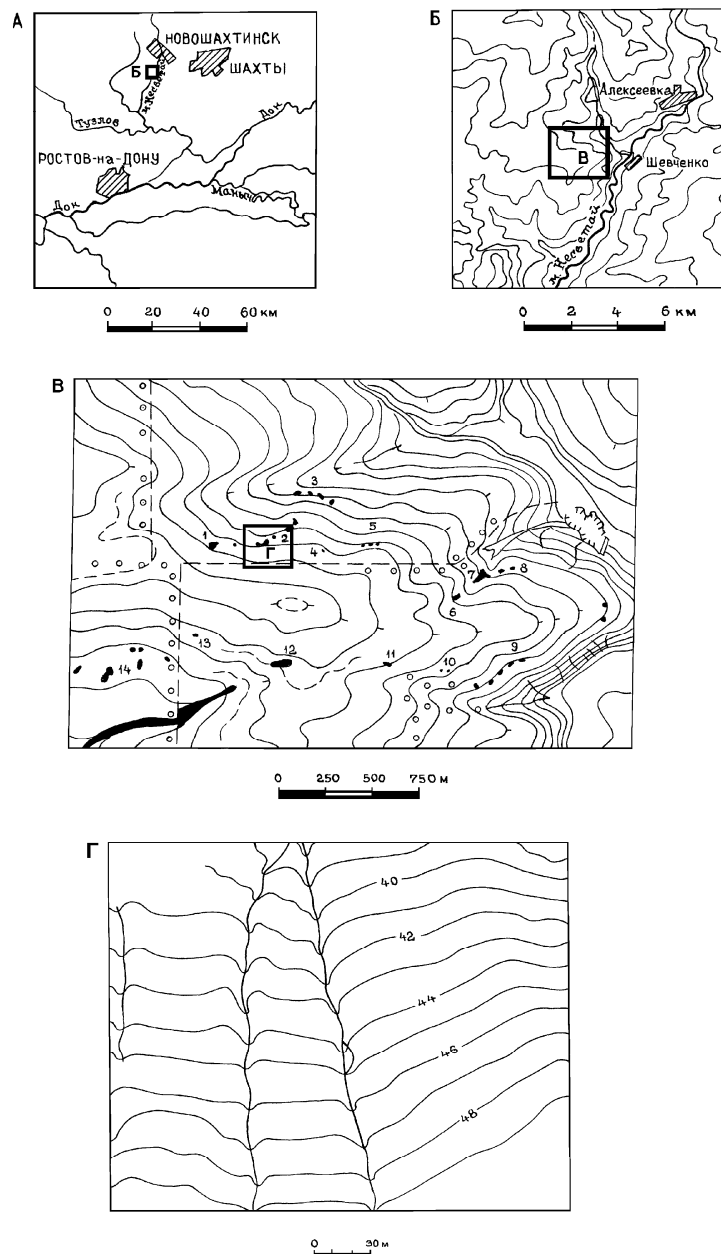 А
НОВОШАХТИНСК
ШАХТЫ
Б
м.Несветай
Дон
Тузлов
РОСТОВ-на-ДОНУ
Дон
Маныч
0 20 40 60 км
Б
Алексеевка
В
Шевченко
м. Несветай
0 2 4 6 км
В
3
1
2
5
Г
4
7
8
6
13
12
11
10
9
14
0 250 500 750 м
Г
40
42
44
46
48
0 30 м